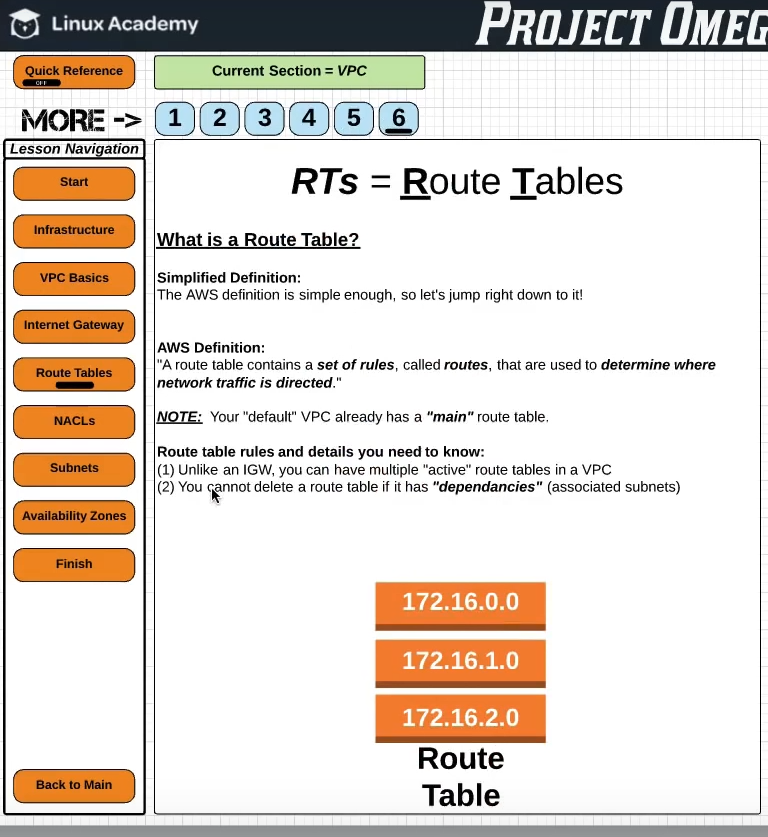 Linux Academy
PROJECT OMEG
Quick Reference
OFF
Current Section = VPC
MORE ->
1 2 3 4 5 6
Lesson Navigation
Start
Infrastructure
VPC Basics
Internet Gateway
Route Tables
NACLs
Subnets
Availability Zones
Finish
Back to Main
RTs = Route Tables
What is a Route Table?
Simplified Definition:
The AWS definition is simple enough, so let's jump right down to it!
AWS Definition:
"A route table contains a set of rules, called routes, that are used to determine where
network traffic is directed."
NOTE: Your "default" VPC already has a "main" route table.
Route table rules and details you need to know:
(1) Unlike an IGW, you can have multiple "active" route tables in a VPC
(2) You cannot delete a route table if it has "dependancies" (associated subnets)
172.16.0.0
172.16.1.0
172.16.2.0
Route
Table